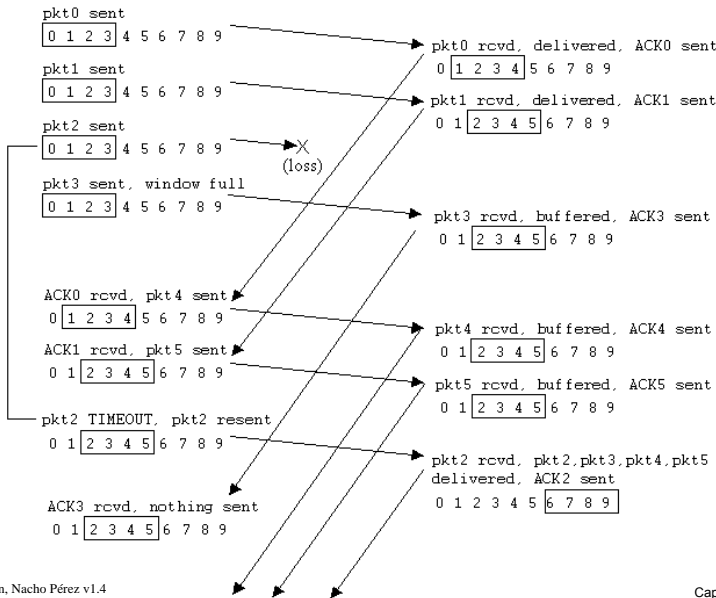 pkt0 sent
0 1 2 3 4 5 6 7 8 9
pkt1 sent
0 1 2 3 4 5 6 7 8 9
pkt2 sent
0 1 2 3 4 5 6 7 8 9
X
(loss)
pkt3 sent, window full
0 1 2 3 4 5 6 7 8 9
ACK0 rcvd, pkt4 sent
0 1 2 3 4 5 6 7 8 9
ACK1 rcvd, pkt5 sent
0 1 2 3 4 5 6 7 8 9
pkt2 TIMEOUT, pkt2 resent
0 1 2 3 4 5 6 7 8 9
ACK3 rcvd, nothing sent
0 1 2 3 4 5 6 7 8 9
pkt0 rcvd, delivered, ACK0 sent
0 1 2 3 4 5 6 7 8 9
pkt1 rcvd, delivered, ACK1 sent
0 1 2 3 4 5 6 7 8 9
pkt3 rcvd, buffered, ACK3 sent
0 1 2 3 4 5 6 7 8 9
pkt4 rcvd, buffered, ACK4 sent
0 1 2 3 4 5 6 7 8 9
pkt5 rcvd, buffered, ACK5 sent
0 1 2 3 4 5 6 7 8 9
pkt2 rcvd, pkt2,pkt3,pkt4,pkt5
delivered, ACK2 sent
0 1 2 3 4 5 6 7 8 9
n, Nacho Pérez v1.4
Cap